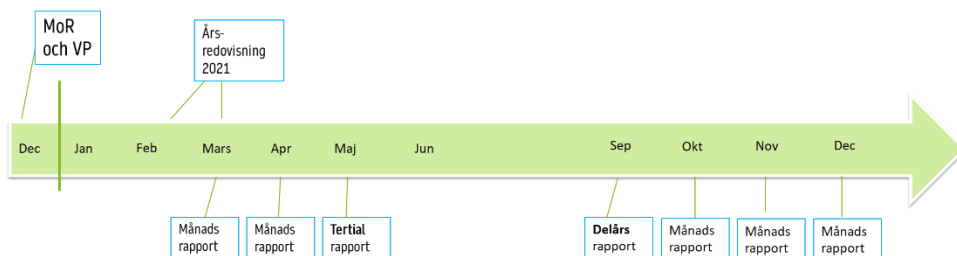 MoR
och VP
Års-
redovisning
2021
Dec
Jan
Feb
Mars
Apr
Maj
Jun
Sep
Okt
Nov
Dec
Månads
rapport
Månads
rapport
Tertial
rapport
Delårs
rapport
Månads
rapport
Månads
rapport
Månads
rapport